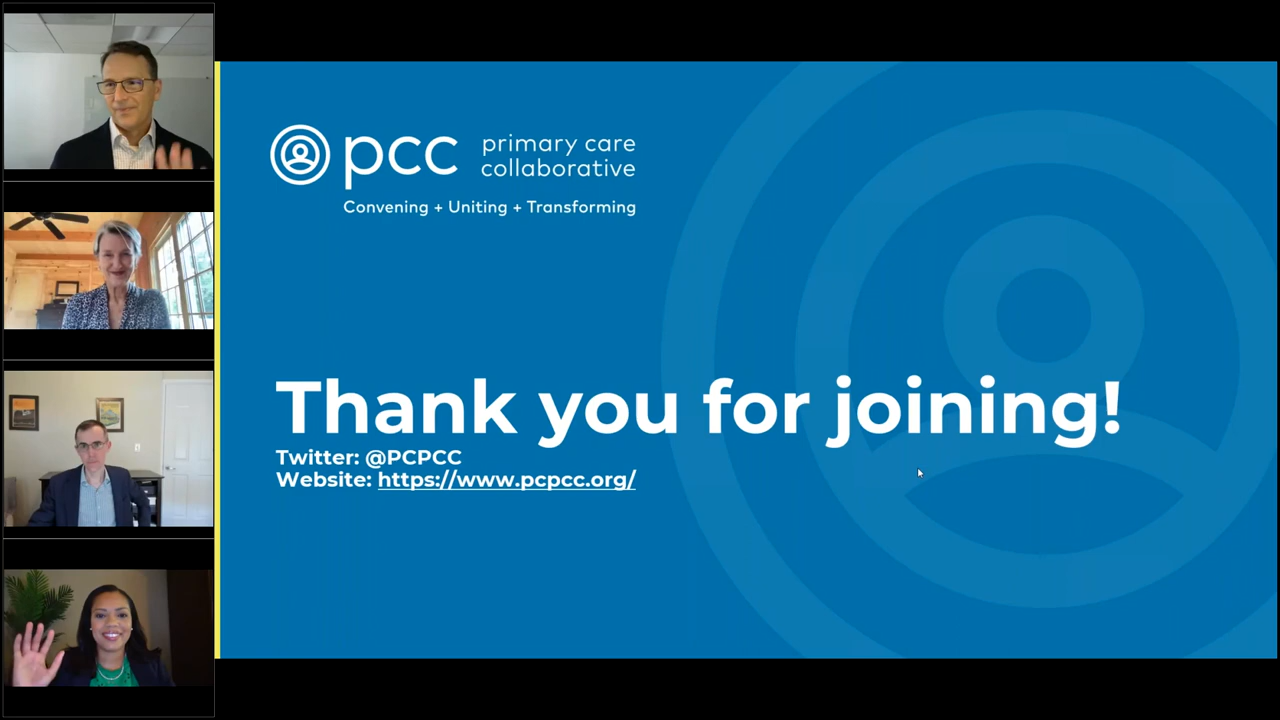 pcc primary care
collaborative
Convening + Uniting + Transforming
Thank you for joining!
Twitter: @PCPCC
Website: https://www.pcpcc.org/